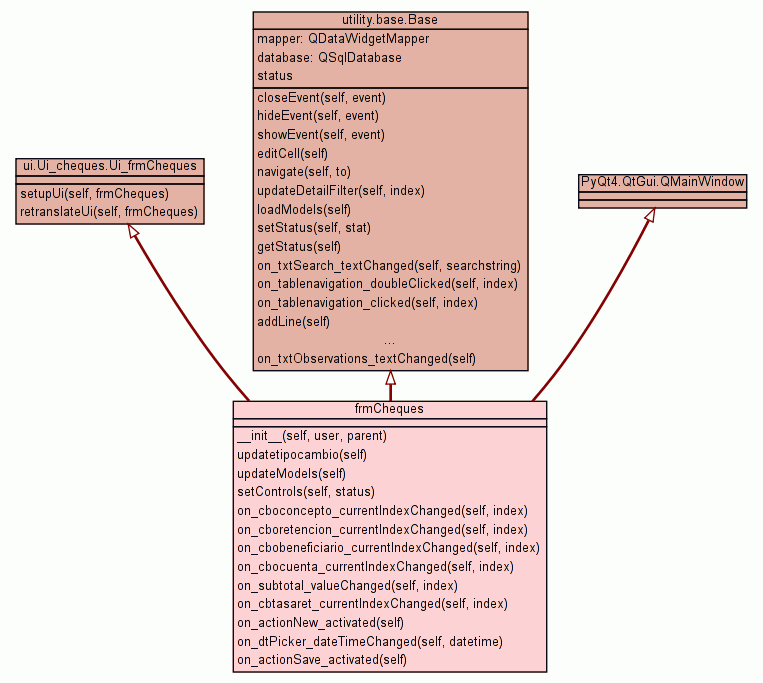 utility.base.Base
mapper: QDataWidgetMapper
database: QSqlDatabase
status
closeEvent(self, event)
hideEvent(self, event)
showEvent(self, event)
editCell(self)
navigate(self, to)
updateDetailFilter(self, index)
loadModels(self)
setStatus(self, stat)
getStatus(self)
on_txtSearch_textChanged(self, searchstring)
on_tablenavigation_doubleClicked(self, index)
on_tablenavigation_clicked(self, index)
addLine(self)
...
on_txtObservations_textChanged(self)
ui.Ui_cheques.Ui_frmCheques
setupUi(self, frmCheques)
retranslateUi(self, frmCheques)
PyQt4.QtGui.QMainWindow
frmCheques
__init__(self, user, parent)
updatetipocambio(self)
updateModels(self)
setControls(self, status)
on_cboconcepto_currentIndexChanged(self, index)
on_cboretencion_currentIndexChanged(self, index)
on_cbobeneficiario_currentIndexChanged(self, index)
on_cbocuenta_currentIndexChanged(self, index)
on_subtotal_valueChanged(self, index)
on_cbtasaret_currentIndexChanged(self, index)
on_actionNew_activated(self)
on_dtPicker_dateTimeChanged(self, datetime)
on_actionSave_activated(self)